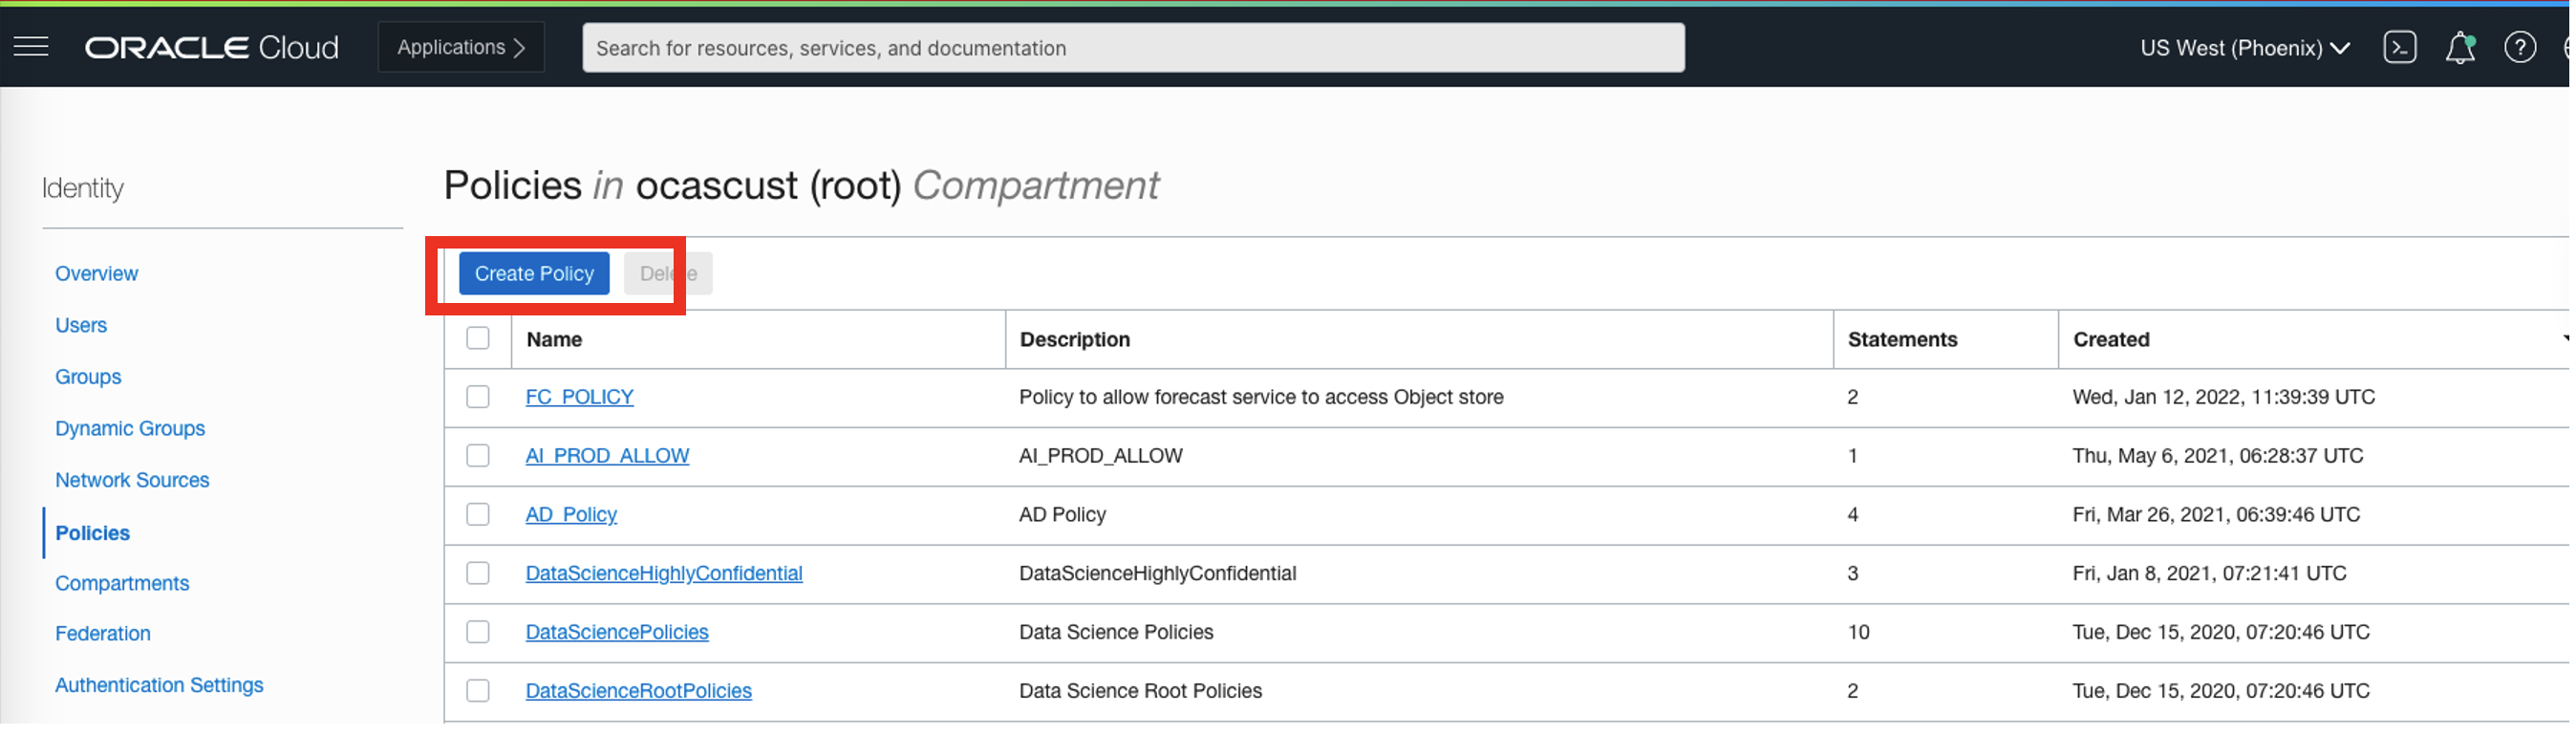 ORACLE Cloud Applications Search for resources, services, and documentation US West (Phoenix)
Identity
Overview
Users
Groups
Dynamic Groups
Network Sources
Policies
Compartments
Federation
Authentication Settings
Policies in ocascust (root) Compartment
Create Policy Delete
Name Description Statements Created
FC_POLICY Policy to allow forecast service to access Object store 2 Wed, Jan 12, 2022, 11:39:39 UTC
AI_PROD_ALLOW AI_PROD_ALLOW 1 Thu, May 6, 2021, 06:28:37 UTC
AD_Policy AD Policy 4 Fri, Mar 26, 2021, 06:39:46 UTC
DataScienceHighlyConfidential DataScienceHighlyConfidential 3 Fri, Jan 8, 2021, 07:21:41 UTC
DataSciencePolicies Data Science Policies 10 Tue, Dec 15, 2020, 07:20:46 UTC
DataScienceRootPolicies Data Science Root Policies 2 Tue, Dec 15, 2020, 07:20:46 UTC